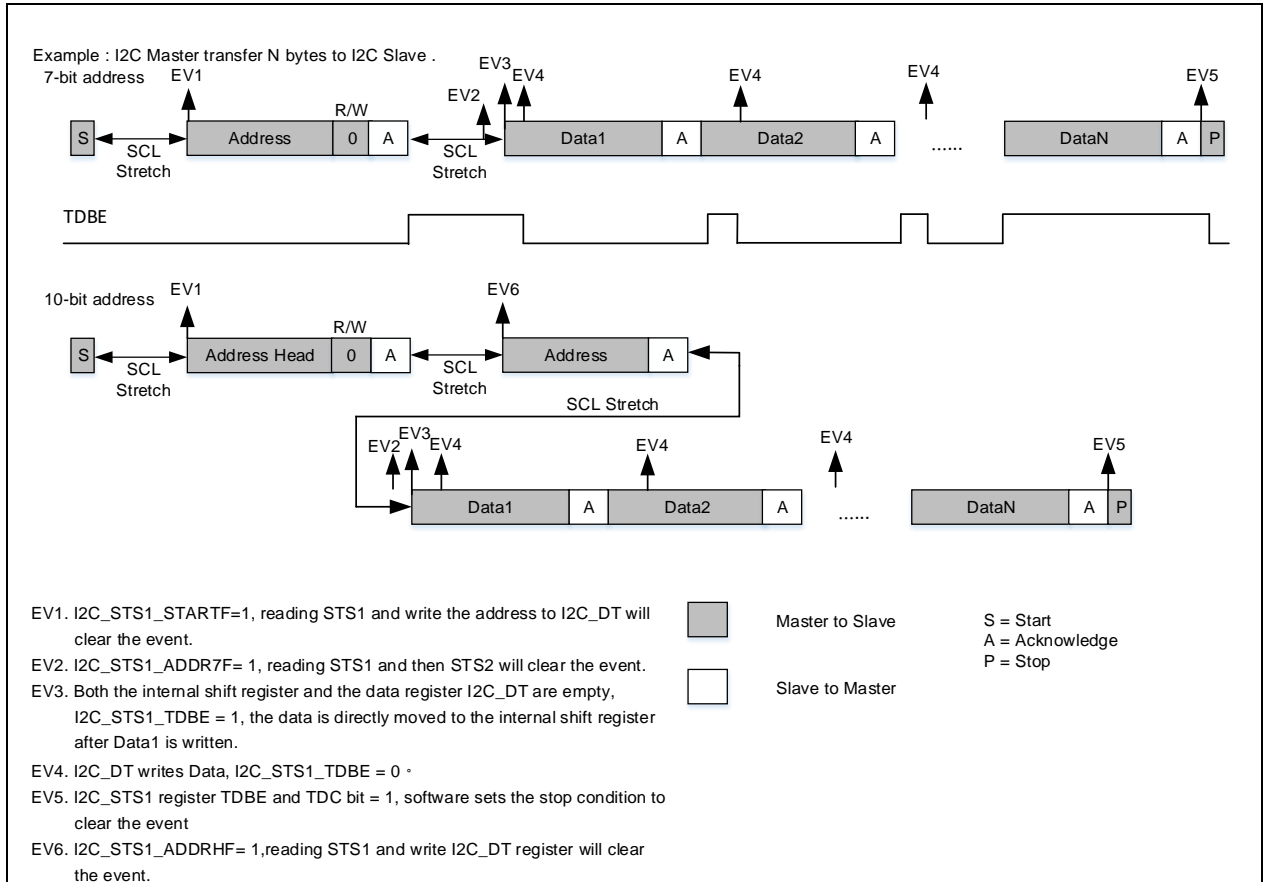 Example : I2C Master transfer N bytes to I2C Slave .
7-bit address EV1 EV2 EV3 EV4 EV4 EV4 EV5
R/W
S Address 0 A Data1 A Data2 A ...... DataN A P
SCL Stretch SCL Stretch
TDBE
10-bit address EV1 EV6
R/W
S Address Head 0 A Address A
SCL Stretch SCL Stretch
SCL Stretch
EV2 EV3 EV4 EV4 EV4 EV5
Data1 A Data2 A ...... DataN A P
EV1. I2C_STS1_STARTF=1, reading STS1 and write the address to I2C_DT will
clear the event.
EV2. I2C_STS1_ADDR7F= 1, reading STS1 and then STS2 will clear the event.
EV3. Both the internal shift register and the data register I2C_DT are empty,
I2C_STS1_TDBE = 1, the data is directly moved to the internal shift register
after Data1 is written.
EV4. I2C_DT writes Data, I2C_STS1_TDBE = 0 。
EV5. I2C_STS1 register TDBE and TDC bit = 1, software sets the stop condition to
clear the event
EV6. I2C_STS1_ADDRHF= 1,reading STS1 and write I2C_DT register will clear
the event.
Master to Slave
Slave to Master
S = Start
A = Acknowledge
P = Stop